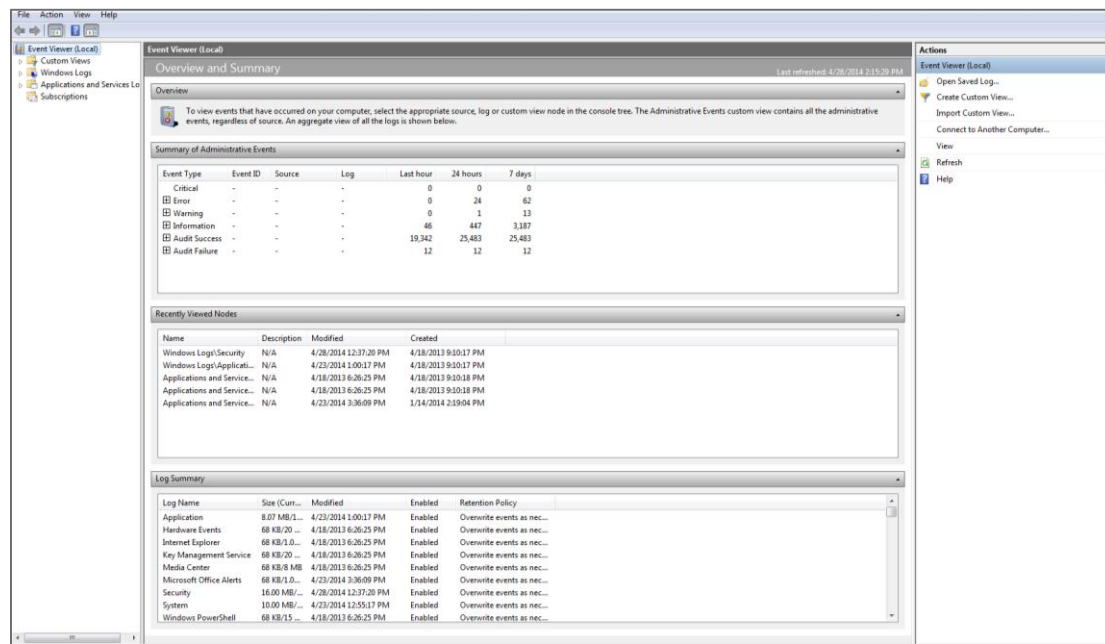 File Action View Help
Event Viewer (Local)
Custom Views
Windows Logs
Applications and Services Lo
Subscriptions
Event Viewer (Local)
Overview and Summary
Last refreshed: 4/28/2014 2:15:29 PM
Overview
To view events that have occurred on your computer, select the appropriate source, log or custom view node in the console tree. The Administrative Events custom view contains all the administrative
events, regardless of source. An aggregate view of all the logs is shown below.
Summary of Administrative Events
Event Type Event ID Source Log Last hour 24 hours 7 days
Critical - - - 0 0 0
Error - - - 0 24 62
Warning - - - 0 1 13
Information - - - 46 447 3,187
Audit Success - - - 19,342 25,483 25,483
Audit Failure - - - 12 12 12
Recently Viewed Nodes
Name Description Modified Created
Windows Logs\Security N/A 4/28/2014 12:37:20 PM 4/18/2013 9:10:17 PM
Windows Logs\Applicati... N/A 4/23/2014 1:00:17 PM 4/18/2013 9:10:17 PM
Applications and Service... N/A 4/18/2013 6:26:25 PM 4/18/2013 9:10:18 PM
Applications and Service... N/A 4/18/2013 6:26:25 PM 4/18/2013 9:10:18 PM
Applications and Service... N/A 4/23/2014 3:36:09 PM 1/14/2014 2:19:04 PM
Log Summary
Log Name Size (Curr... Modified Enabled Retention Policy
Application 8.07 MB/1... 4/23/2014 1:00:17 PM Enabled Overwrite events as nec...
Hardware Events 68 KB/20 ... 4/18/2013 6:26:25 PM Enabled Overwrite events as nec...
Internet Explorer 68 KB/1.0... 4/18/2013 6:26:25 PM Enabled Overwrite events as nec...
Key Management Service 68 KB/20 ... 4/18/2013 6:26:25 PM Enabled Overwrite events as nec...
Media Center 68 KB/8 MB 4/18/2013 6:26:25 PM Enabled Overwrite events as nec...
Microsoft Office Alerts 68 KB/1.0... 4/23/2014 3:36:09 PM Enabled Overwrite events as nec...
Security 16.00 MB/... 4/28/2014 12:37:20 PM Enabled Overwrite events as nec...
System 10.00 MB/... 4/23/2014 12:55:17 PM Enabled Overwrite events as nec...
Windows PowerShell 68 KB/15 ... 4/18/2013 6:26:25 PM Enabled Overwrite events as nec...
Actions
Event Viewer (Local)
Open Saved Log...
Create Custom View...
Import Custom View...
Connect to Another Computer...
View
Refresh
Help